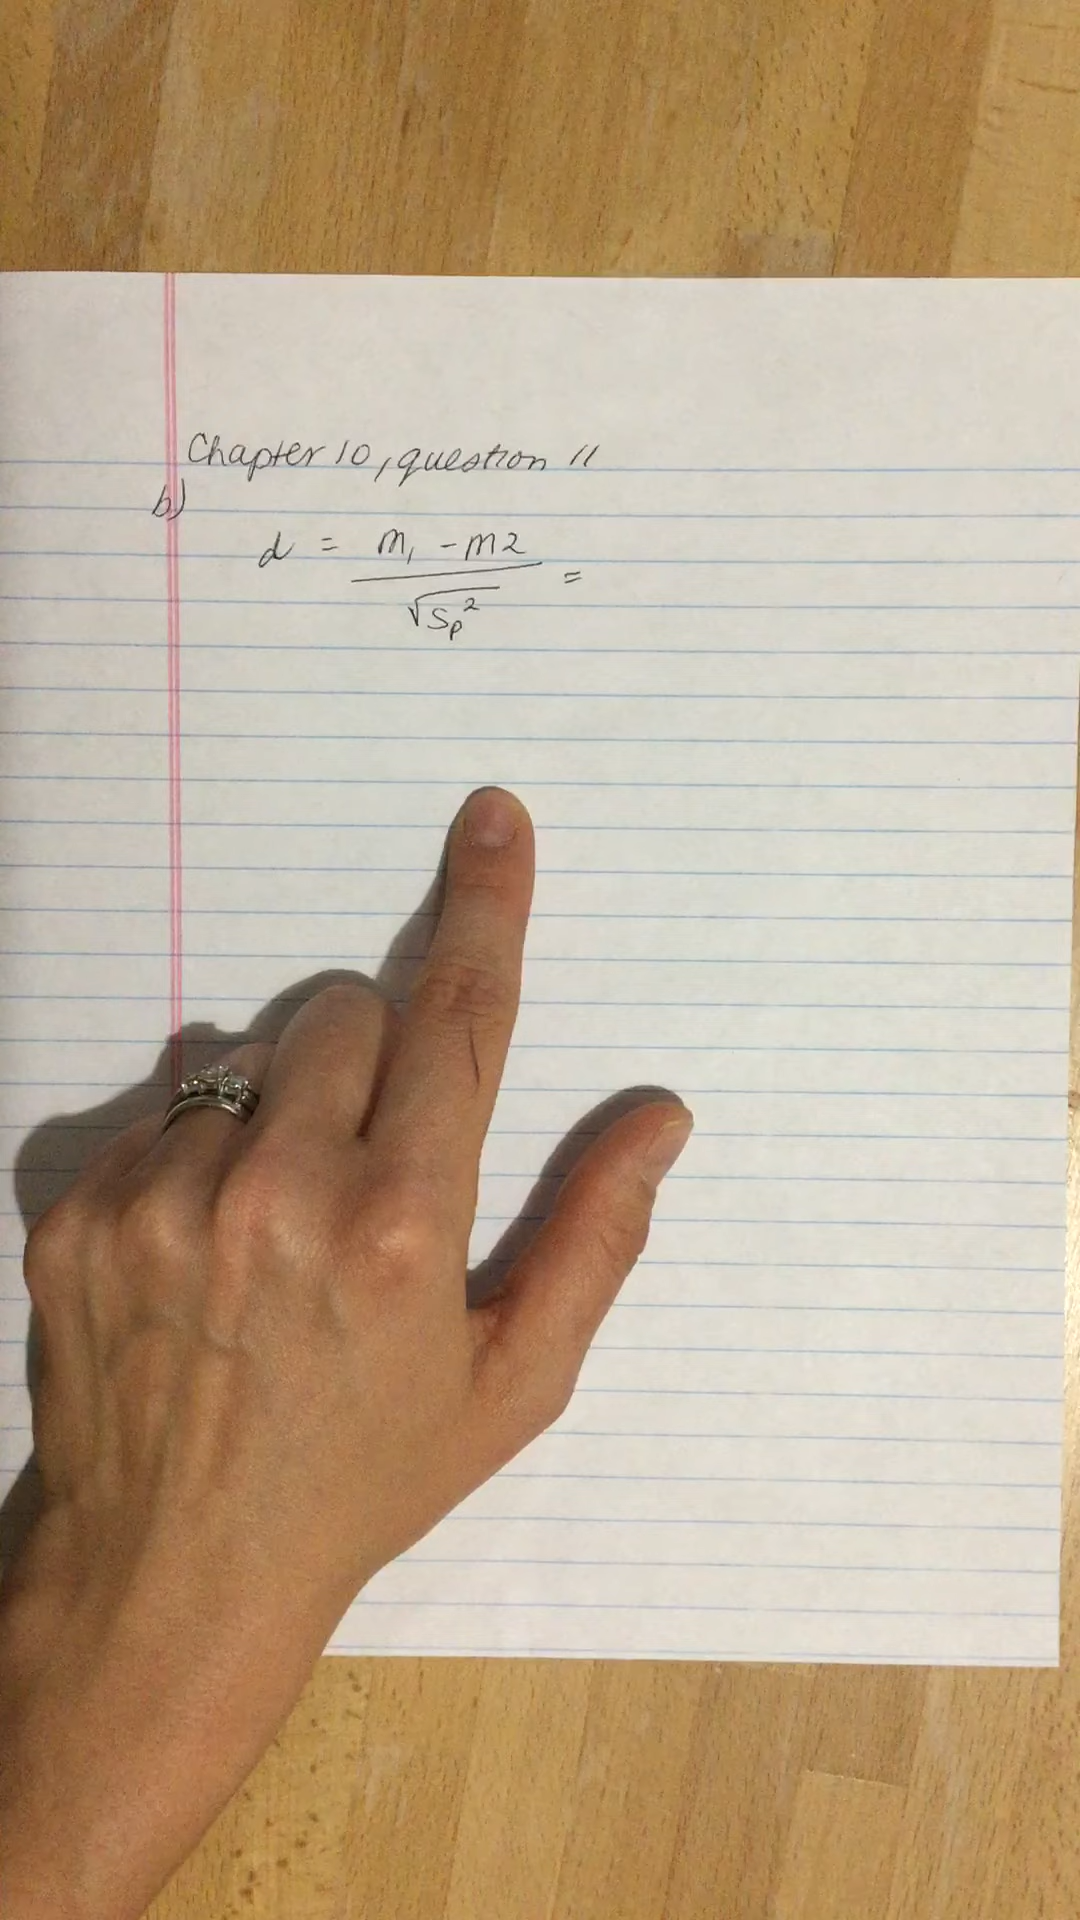 Chapter 10, question 11
b)
d = m₁ - m2 / √Sp² =